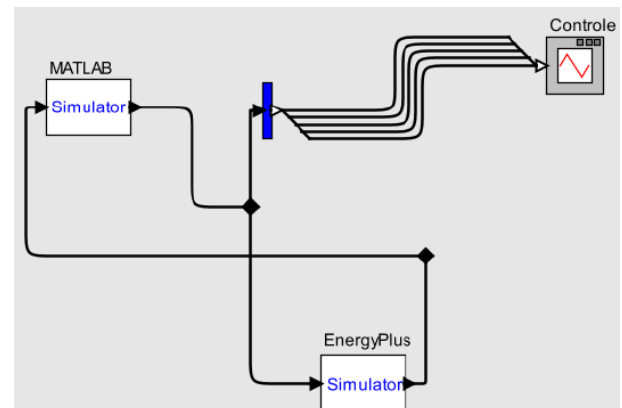 Controle
MATLAB
Simulator
EnergyPlus
Simulator